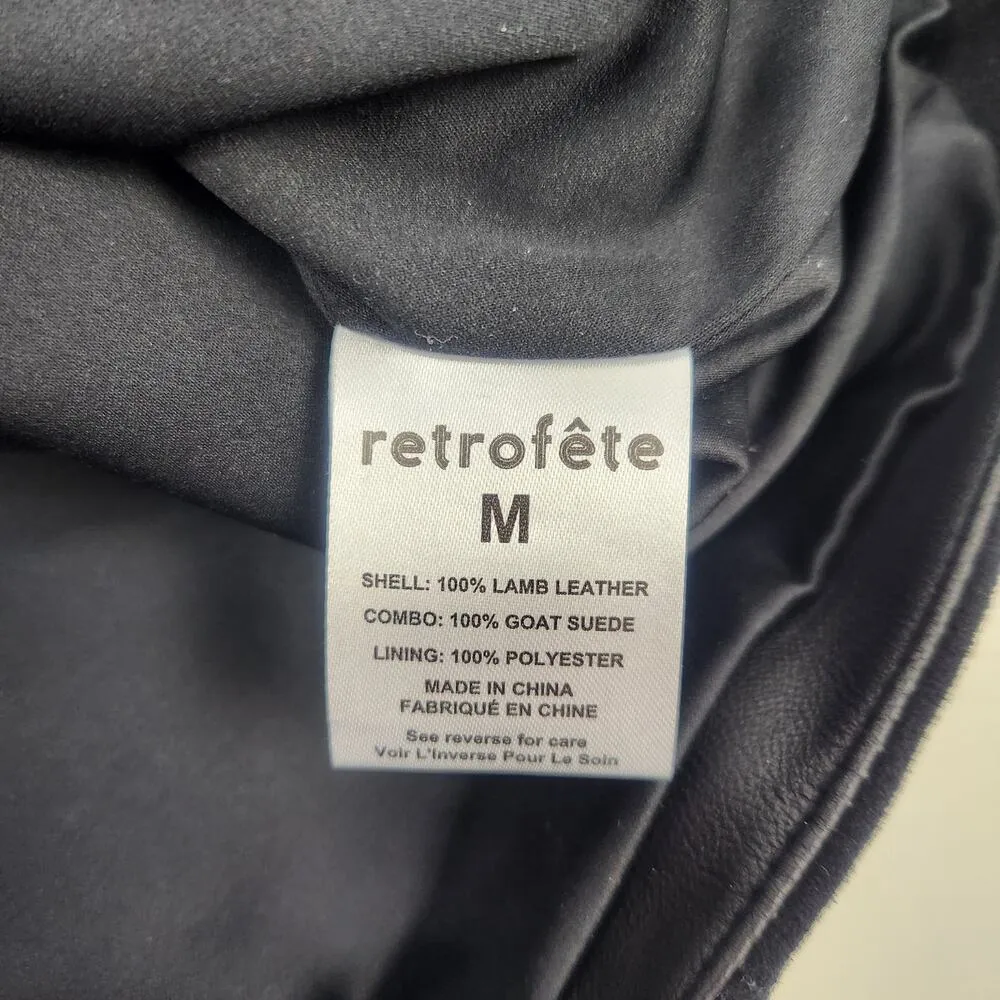 retrofête
M
SHELL: 100% LAMB LEATHER
COMBO: 100% GOAT SUEDE
LINING: 100% POLYESTER
MADE IN CHINA
FABRIQUÉ EN CHINE
See reverse for care
Voir L'Inverse Pour Le Soin